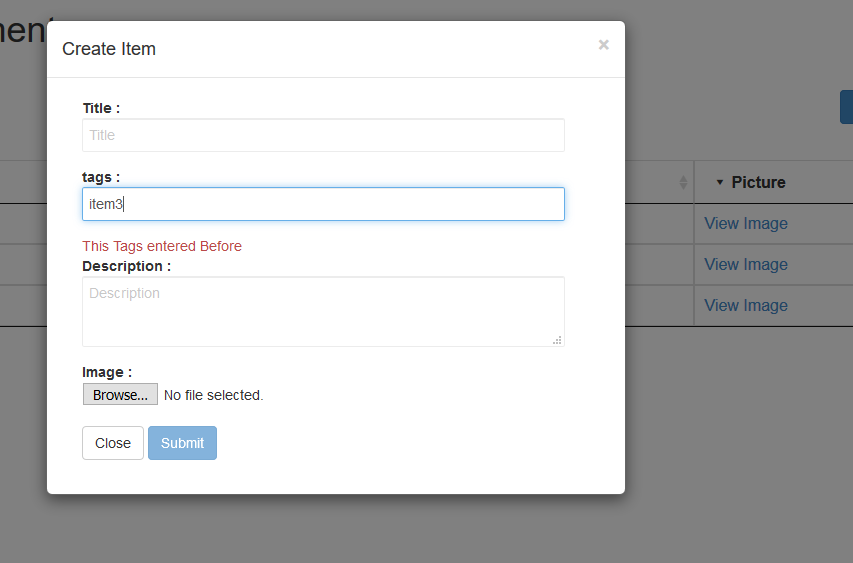 Create Item
×
Title :
Title
tags :
item3
This Tags entered Before
Description :
Description
Image :
Browse... No file selected.
Close Submit
Picture
View Image
View Image
View Image